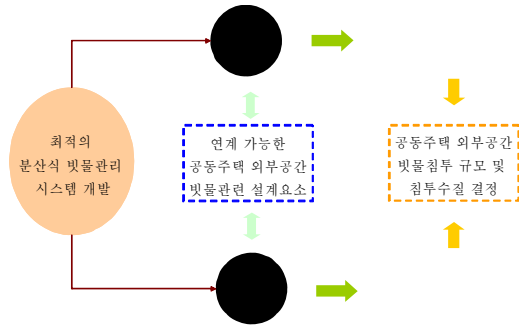 최적의
분산식 빗물관리
시스템 개발
연계 가능한
공동주택 외부공간
빗물관련 설계요소
공동주택 외부공간
빗물침투 규모 및
침투수질 결정